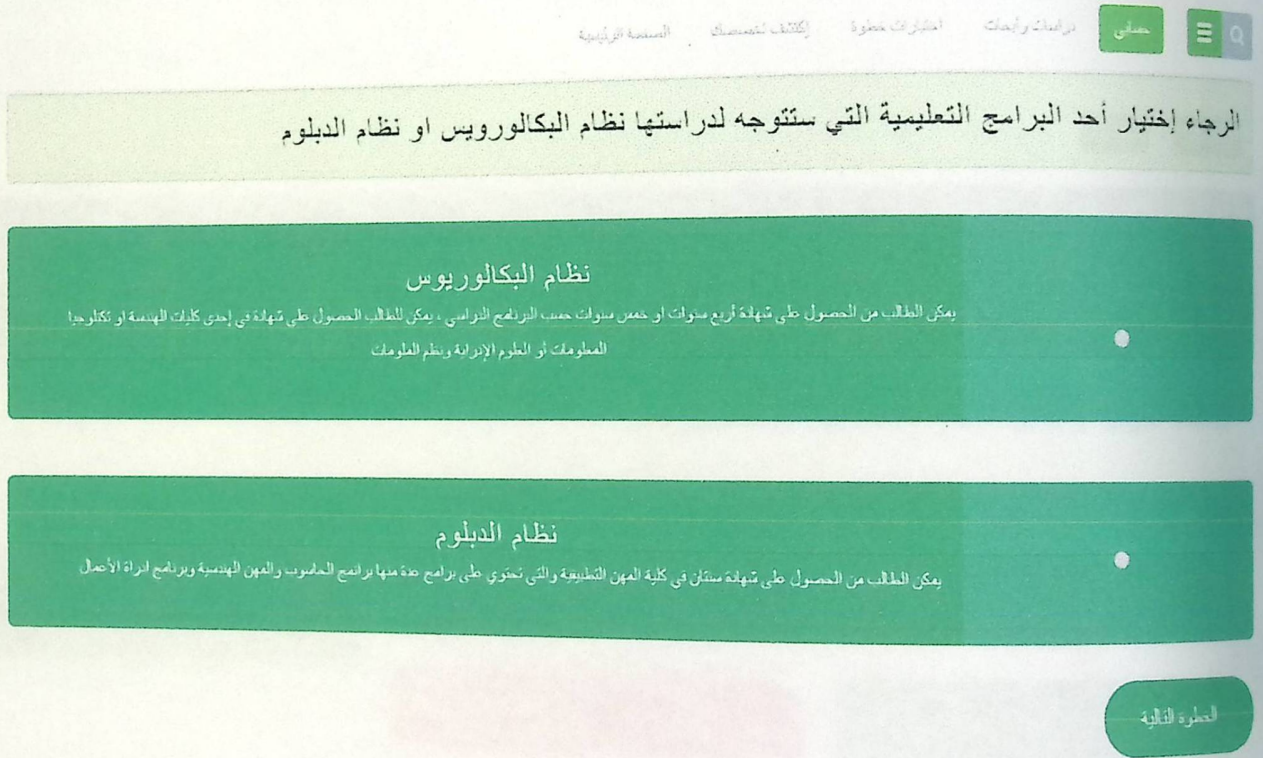 حسابي
دراسات وأبحاث
اختبارات خطوة
إكتشف تخصصك
الصفحة الرئيسية
الرجاء إختيار أحد البرامج التعليمية التي ستتوجه لدراستها نظام البكالورويس او نظام الدبلوم
نظام البكالوريوس
يمكن الطالب من الحصول على شهادة أربع سنوات او خمس سنوات حسب البرنامج الدراسي ، يمكن للطالب الحصول على شهادة في إحدى كليات الهندسة او تكنلوجيا
المعلومات أو العلوم الإدراية ونظم العلومات
نظام الدبلوم
يمكن الطالب من الحصول على شهادة سنتان في كلية المهن التطبيقية والتي تحتوي على برامج عدة منها برانمج الحاسوب والمهن الهندسية وبرنامج ادراة الأعمال
الخطوة التالية